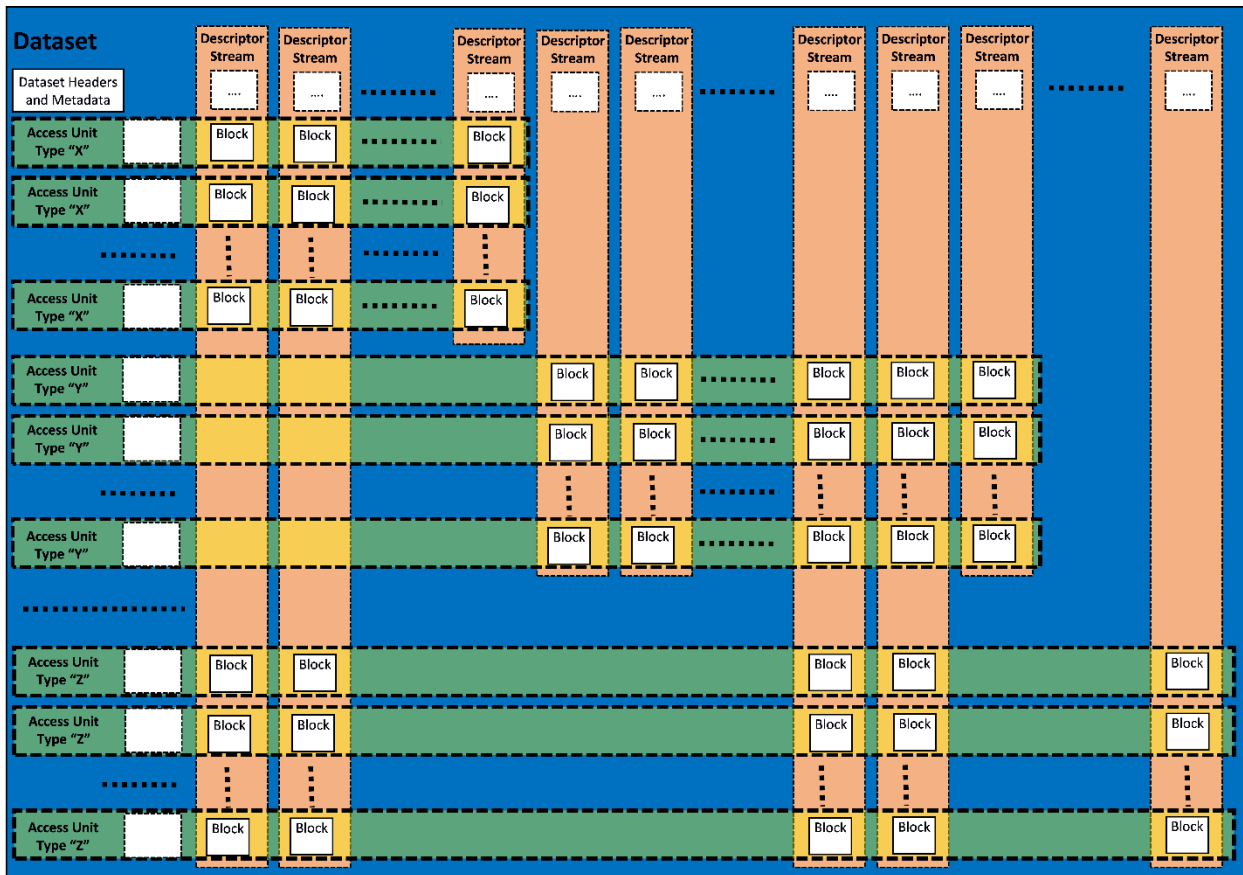 Dataset
Descriptor Descriptor Descriptor Descriptor Descriptor Descriptor Descriptor Descriptor Descriptor
Stream Stream Stream Stream Stream Stream Stream Stream Stream
Dataset Headers
and Metadata
.... .... .... .... .... .... .... .... ....
Access Unit
Type “X”
Block Block Block
Access Unit
Type “X”
Block Block Block
Access Unit
Type “X”
Block Block Block
Access Unit
Type “Y”
Block Block Block Block Block
Access Unit
Type “Y”
Block Block Block Block Block
Access Unit
Type “Y”
Block Block Block Block Block
Access Unit
Type “Z”
Block Block Block Block Block
Access Unit
Type “Z”
Block Block Block Block Block
Access Unit
Type “Z”
Block Block Block Block Block